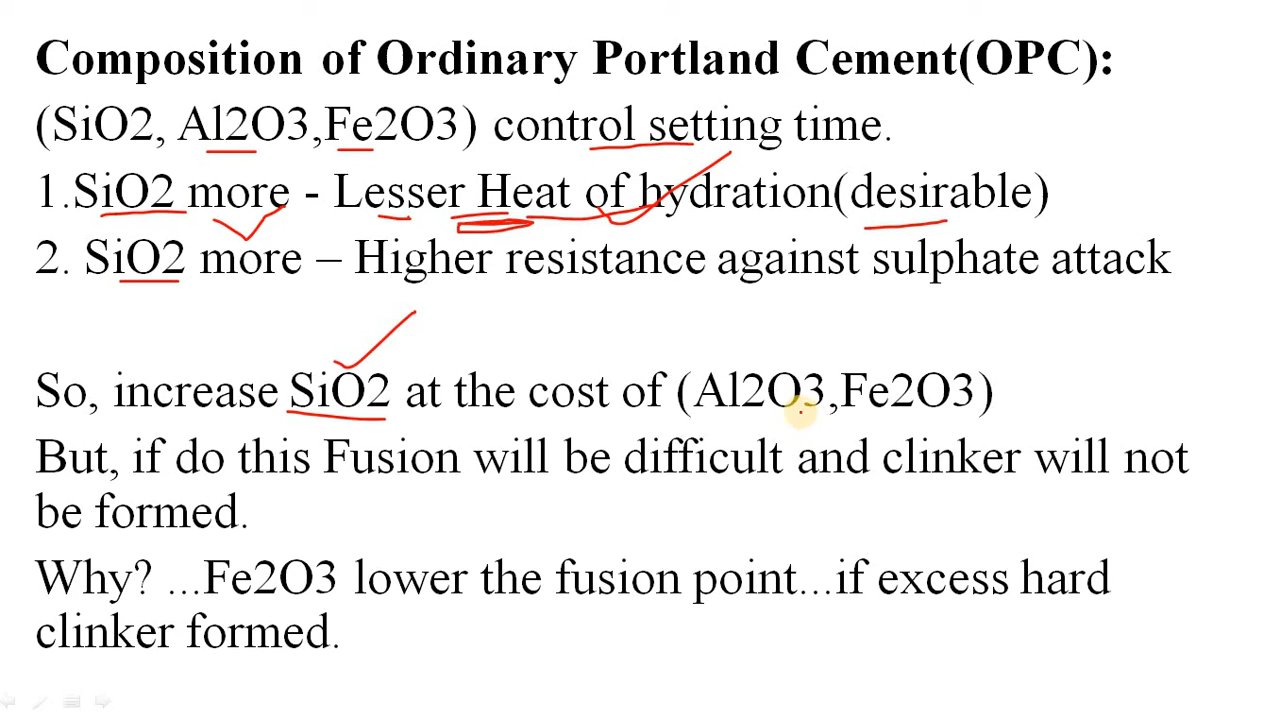 Composition of Ordinary Portland Cement(OPC):
(SiO2, Al2O3,Fe2O3) control setting time.
1.SiO2 more - Lesser Heat of hydration(desirable)
2. SiO2 more – Higher resistance against sulphate attack
So, increase SiO2 at the cost of (Al2O3,Fe2O3)
But, if do this Fusion will be difficult and clinker will not
be formed.
Why? ...Fe2O3 lower the fusion point...if excess hard
clinker formed.